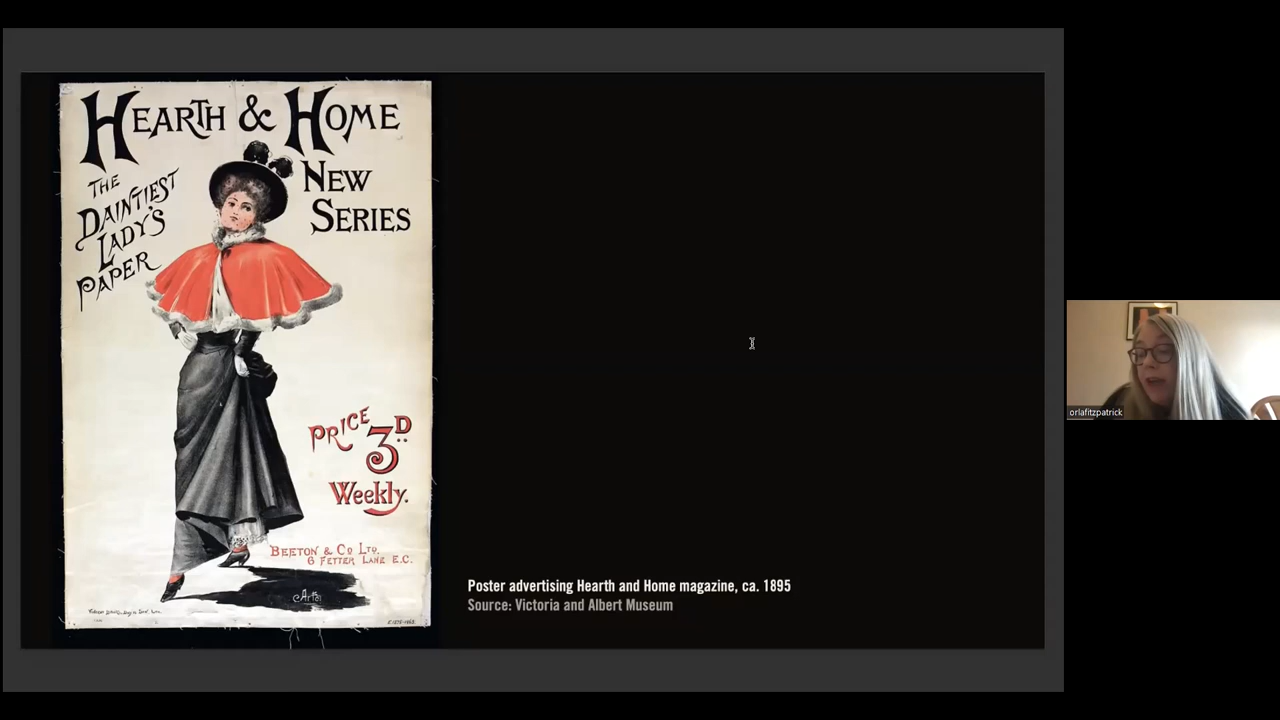 HEARTH & HOME
THE
DAINTIEST
LADY'S
PAPER
NEW
SERIES
PRICE
3D
Weekly.
BEETON & Co LTD.
6 FETTER LANE E.C.
Poster advertising Hearth and Home magazine, ca. 1895
Source: Victoria and Albert Museum
orlafitzpatrick